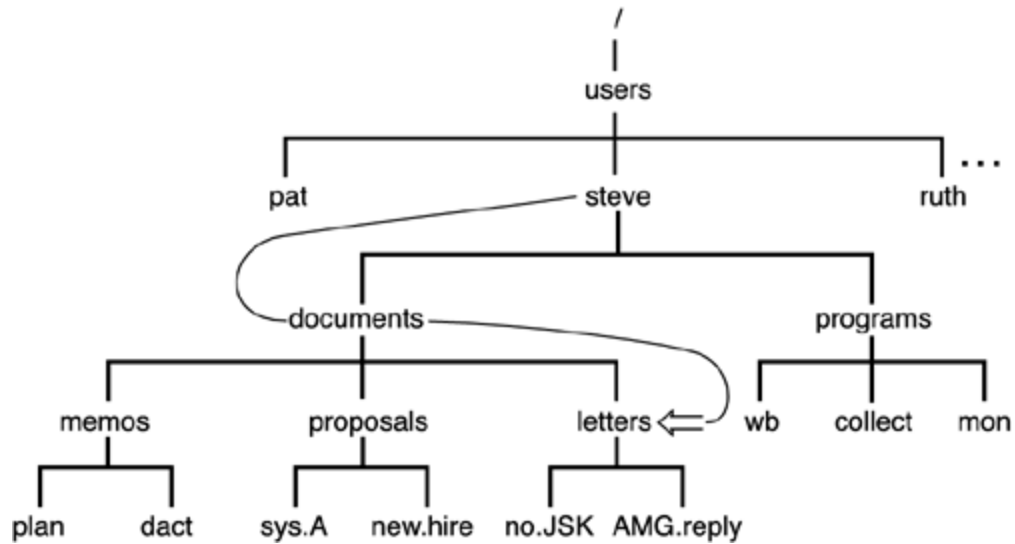 /
users
pat steve ruth ...
documents programs
memos proposals letters wb collect mon
plan dact sys.A new.hire no.JSK AMG.reply